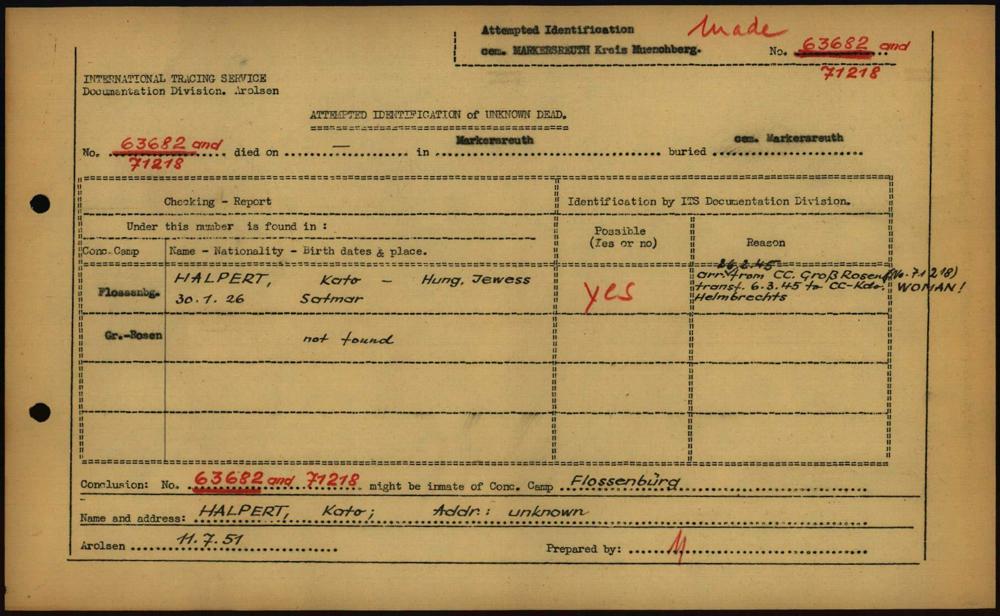 Attempted Identification Made
cem. MARKERSREUTH Kreis Muenchberg. No. 63682 and
71218
INTERNATIONAL TRACING SERVICE
Documentation Division. Arolsen
ATTEMPTED IDENTIFICATION of UNKNOWN DEAD.
No. 63682 and died on — in Markersreuth buried cem. Markersreuth
71218
Checking - Report Identification by ITS Documentation Division.
Under this number is found in :
Possible
(Yes or no) Reason
Conc.Camp Name - Nationality - Birth dates & place.
26.2.45
Flossenbg. HALPERT, Kato — Hung. Jewess yes arr. from CC. Groß Rosen (No. 71218)
30.1.26 Satmar transf. 6.3.45 to CC-Kdo. WOMAN!
Helmbrechts
Gr.-Rosen not found
Conclusion: No. 63682 and 71218 might be inmate of Conc. Camp Flossenbürg
Name and address: HALPERT, Kato; Addr.: unknown
Arolsen 11.7.51 Prepared by: